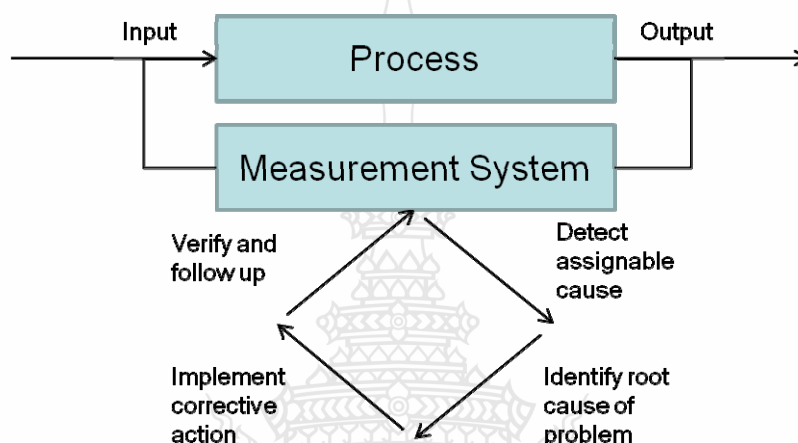 Input
Output
Process
Measurement System
Verify and
follow up
Detect
assignable
cause
Implement
corrective
action
Identify root
cause of
problem